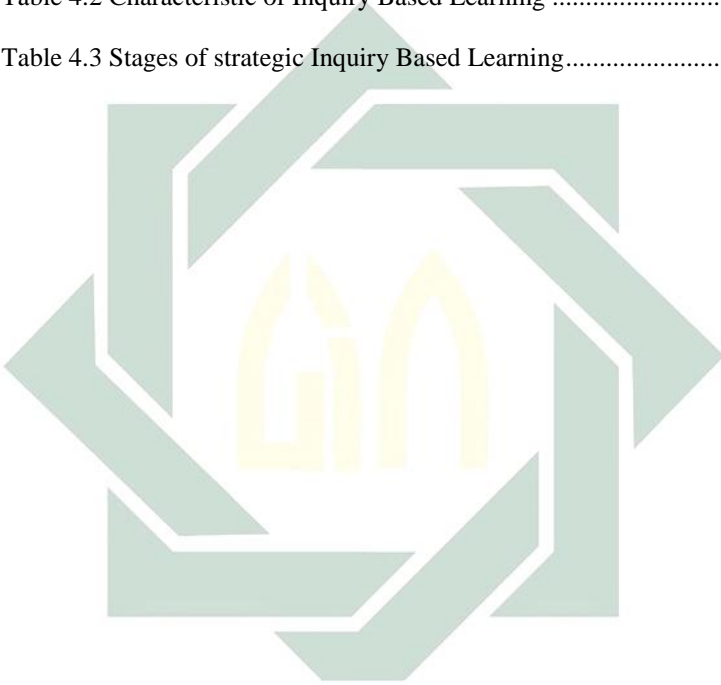 Table 4.2 Characteristic of Inquiry Based Learning .......................
Table 4.3 Stages of strategic Inquiry Based Learning.......................